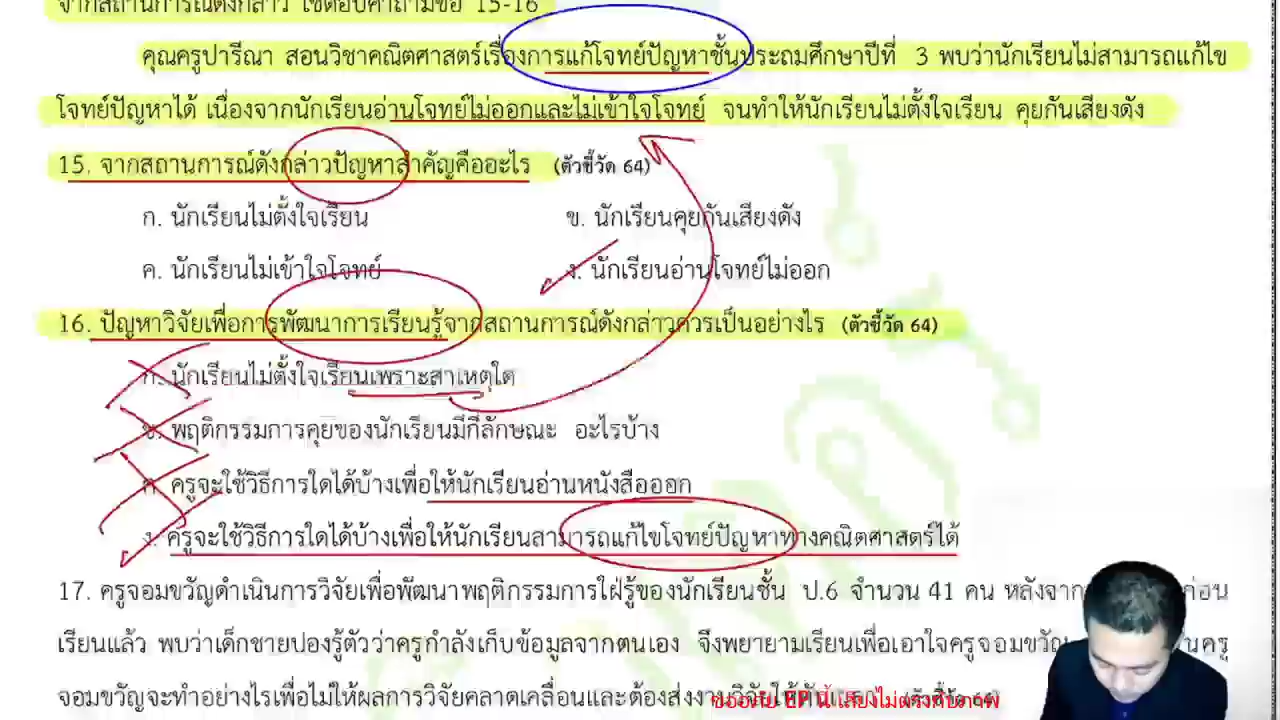 จากสถานการณ์ดังกล่าว ใช้ตอบคำถามข้อ 15-16
คุณครูปารีณา สอนวิชาคณิตศาสตร์เรื่องการแก้โจทย์ปัญหาชั้นประถมศึกษาปีที่ 3 พบว่านักเรียนไม่สามารถแก้ไข
โจทย์ปัญหาได้ เนื่องจากนักเรียนอ่านโจทย์ไม่ออกและไม่เข้าใจโจทย์ จนทำให้นักเรียนไม่ตั้งใจเรียน คุยกันเสียงดัง
15. จากสถานการณ์ดังกล่าวปัญหาสำคัญคืออะไร (ตัวชี้วัด 64)
ก. นักเรียนไม่ตั้งใจเรียน ข. นักเรียนคุยกันเสียงดัง
ค. นักเรียนไม่เข้าใจโจทย์ ง. นักเรียนอ่านโจทย์ไม่ออก
16. ปัญหาวิจัยเพื่อการพัฒนาการเรียนรู้จากสถานการณ์ดังกล่าวควรเป็นอย่างไร (ตัวชี้วัด 64)
ก. นักเรียนไม่ตั้งใจเรียนเพราะสาเหตุใด
ข. พฤติกรรมการคุยของนักเรียนมีกี่ลักษณะ อะไรบ้าง
ค. ครูจะใช้วิธีการใดได้บ้างเพื่อให้นักเรียนอ่านหนังสือออก
ง. ครูจะใช้วิธีการใดได้บ้างเพื่อให้นักเรียนสามารถแก้ไขโจทย์ปัญหาทางคณิตศาสตร์ได้
17. ครูจอมขวัญดำเนินการวิจัยเพื่อพัฒนาพฤติกรรมการใฝ่รู้ของนักเรียนชั้น ป.6 จำนวน 41 คน หลังจาก ก่อน
เรียนแล้ว พบว่าเด็กชายปองรู้ตัวว่าครูกำลังเก็บข้อมูลจากตนเอง จึงพยายามเรียนเพื่อเอาใจครูจอมขวัญ ครู
จอมขวัญจะทำอย่างไรเพื่อไม่ให้ผลการวิจัยคลาดเคลื่อนและต้องส่งงานวิจัยให้ทัน
ขออภัย EP นี้ เสียงไม่ตรงกับภาพ